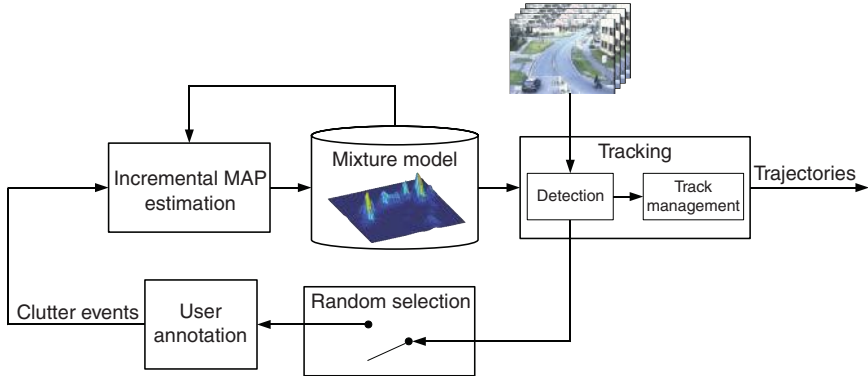 Mixture model
Incremental MAP
estimation
Tracking
Detection
Track
management
Trajectories
Clutter events
User
annotation
Random selection